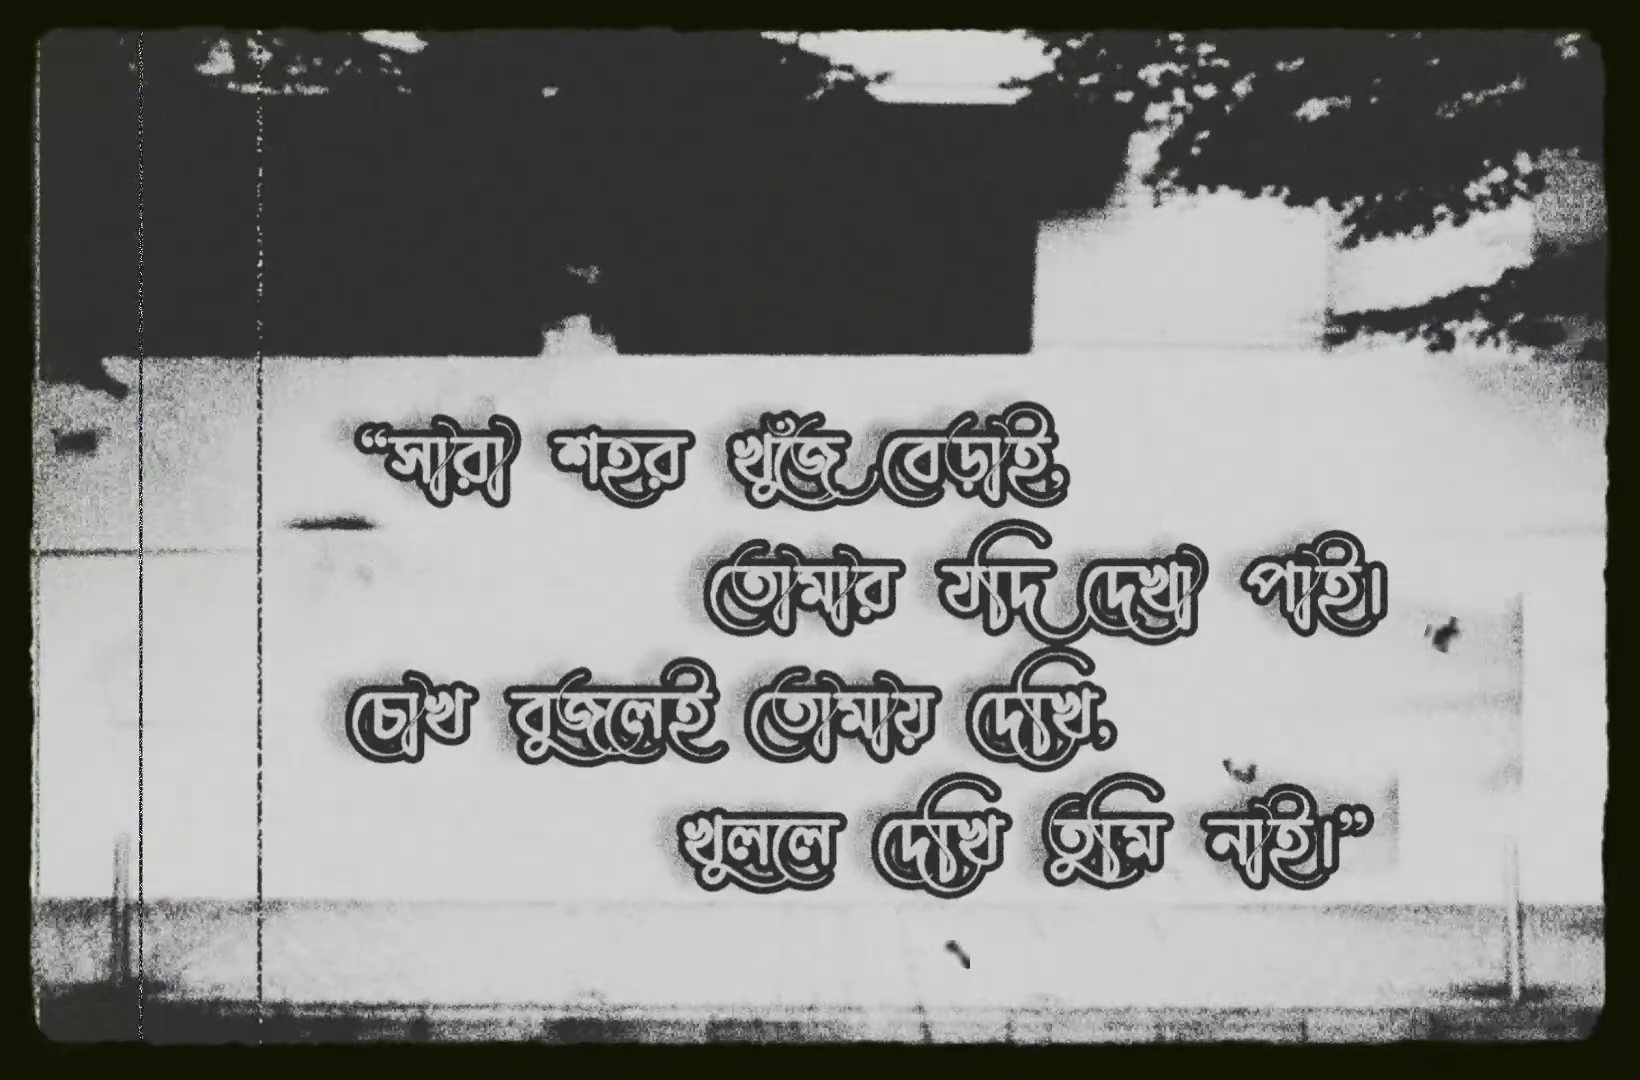 “সারা শহর খুঁজে বেড়াই,
তোমার যদি দেখা পাই।
চোখ বুজলেই তোমায় দেখি,
খুললে দেখি তুমি নাই।”